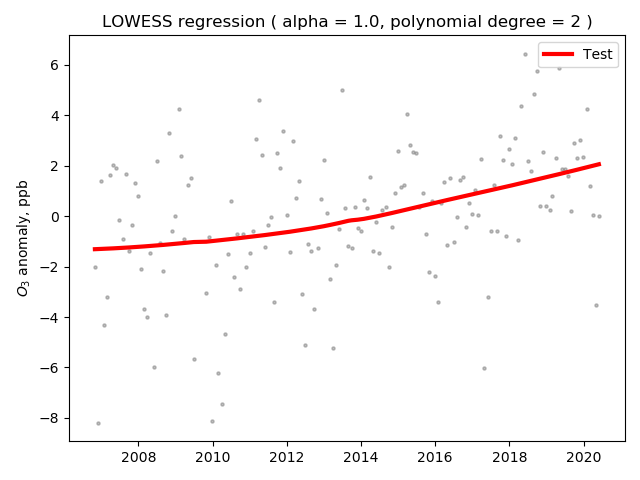 LOWESS regression ( alpha = 1.0, polynomial degree = 2 )
Test
O3 anomaly, ppb
6
4
2
0
−2
−4
−6
−8
2008 2010 2012 2014 2016 2018 2020